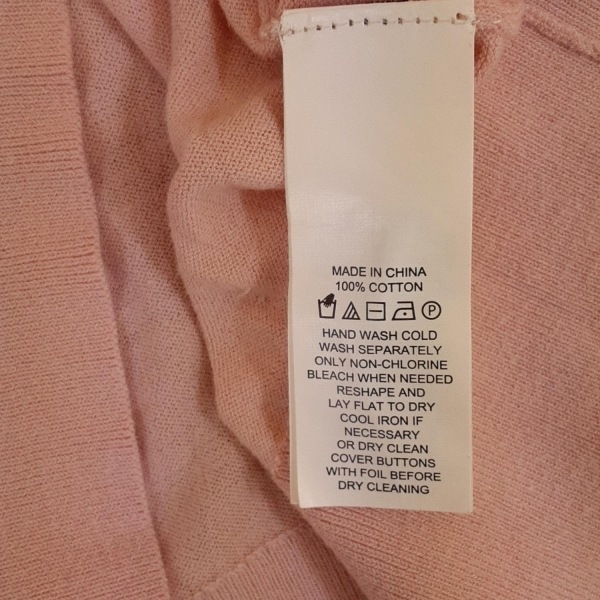 MADE IN CHINA
100% COTTON
P
HAND WASH COLD
WASH SEPARATELY
ONLY NON-CHLORINE
BLEACH WHEN NEEDED
RESHAPE AND
LAY FLAT TO DRY
COOL IRON IF
NECESSARY
OR DRY CLEAN
COVER BUTTONS
WITH FOIL BEFORE
DRY CLEANING